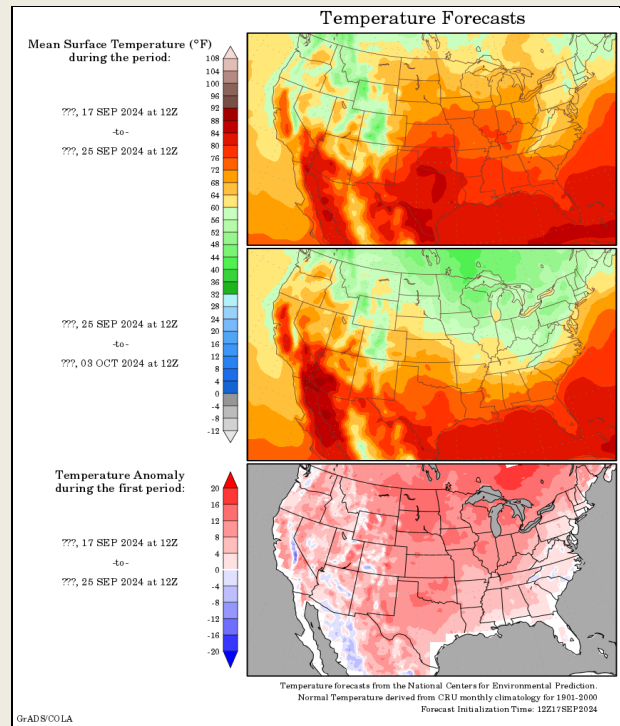 Temperature Forecasts
Mean Surface Temperature (°F)
during the period:
???, 17 SEP 2024 at 12Z
-to-
???, 25 SEP 2024 at 12Z
108
104
100
96
92
88
84
80
76
72
68
64
60
56
52
48
44
40
36
32
28
24
20
16
12
8
4
0
-4
-8
-12
???, 25 SEP 2024 at 12Z
-to-
???, 03 OCT 2024 at 12Z
Temperature Anomaly
during the first period:
???, 17 SEP 2024 at 12Z
-to-
???, 25 SEP 2024 at 12Z
20
16
12
8
4
0
-4
-8
-12
-16
-20
Temperature forecasts from the National Centers for Environmental Prediction.
Normal Temperature derived from CRU monthly climatology for 1901-2000
Forecast Initialization Time: 12Z17SEP2024
GrADS/COLA